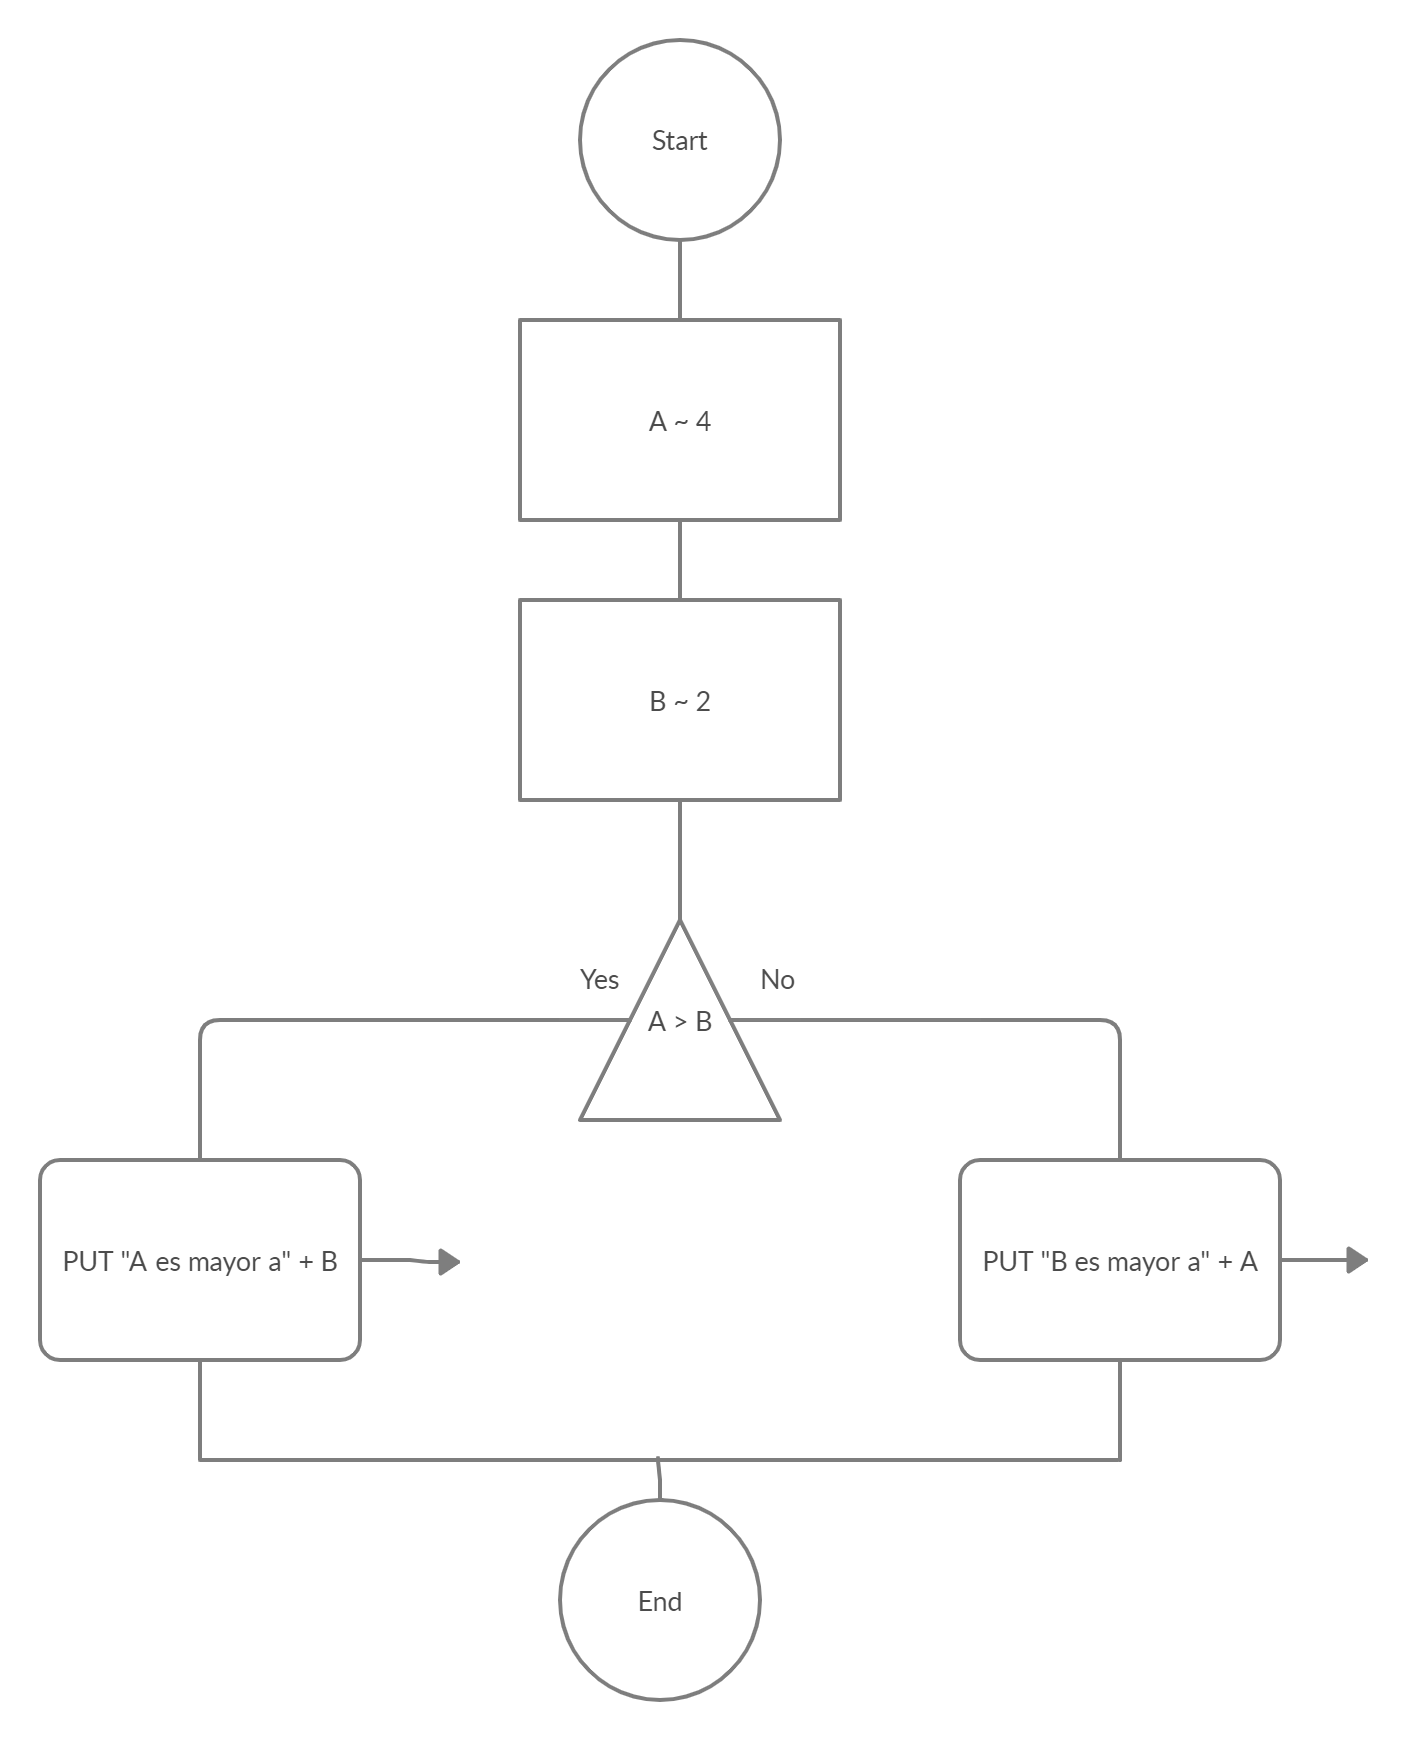 Start
A ~ 4
B ~ 2
Yes
No
A > B
PUT "A es mayor a" + B
PUT "B es mayor a" + A
End